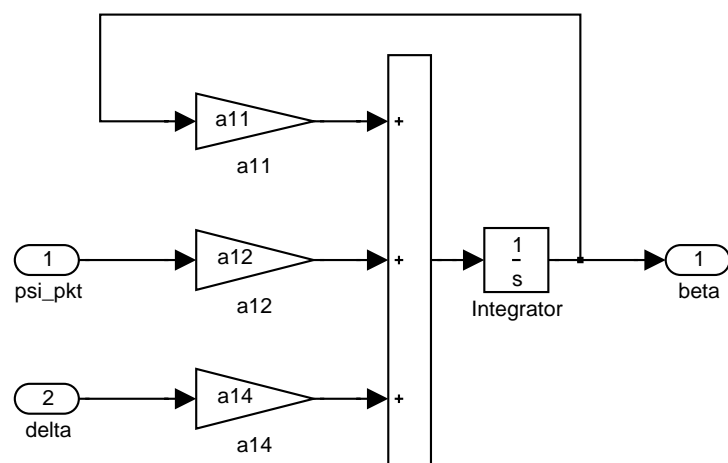 a11
+
a11
1
psi_pkt
a12
+
a12
1
s
Integrator
1
beta
2
delta
a14
+
a14